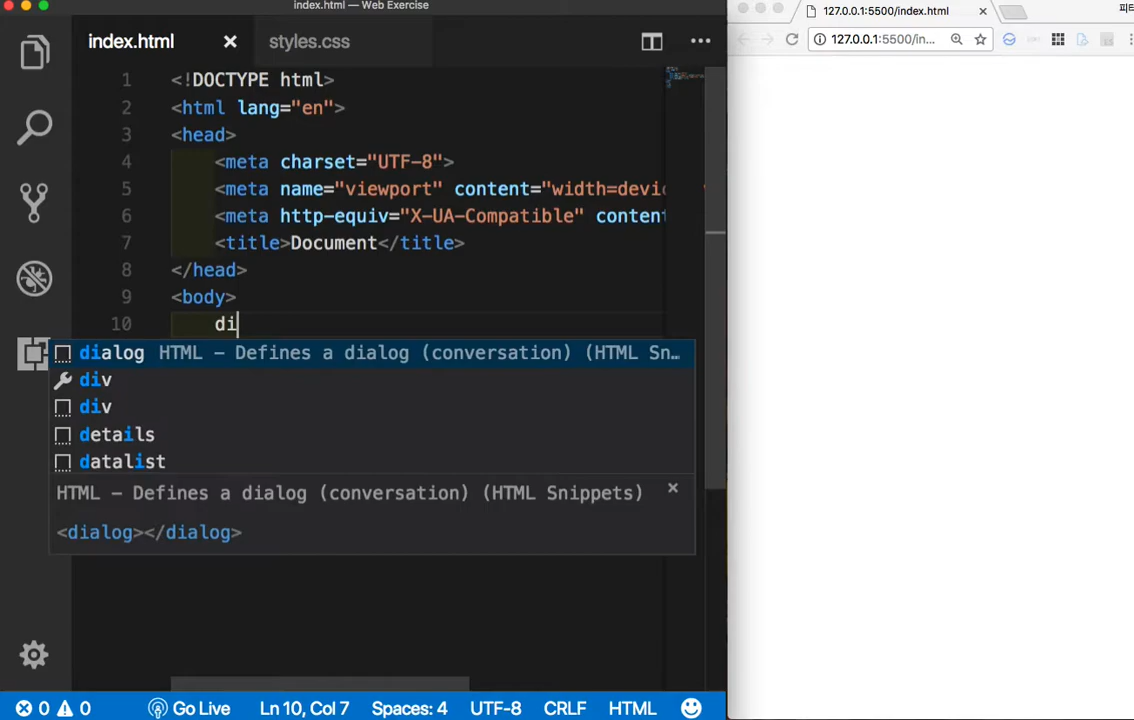 index.html — Web Exercise
index.html
styles.css
1 <!DOCTYPE html>
2 <html lang="en">
3 <head>
4 <meta charset="UTF-8">
5 <meta name="viewport" content="width=devic
6 <meta http-equiv="X-UA-Compatible" content
7 <title>Document</title>
8 </head>
9 <body>
10 di
dialog HTML – Defines a dialog (conversation) (HTML Sn…
div
div
details
datalist
HTML – Defines a dialog (conversation) (HTML Snippets)
<dialog></dialog>
0 0 Go Live Ln 10, Col 7 Spaces: 4 UTF-8 CRLF HTML
127.0.0.1:5500/index.html
피터
127.0.0.1:5500/in...